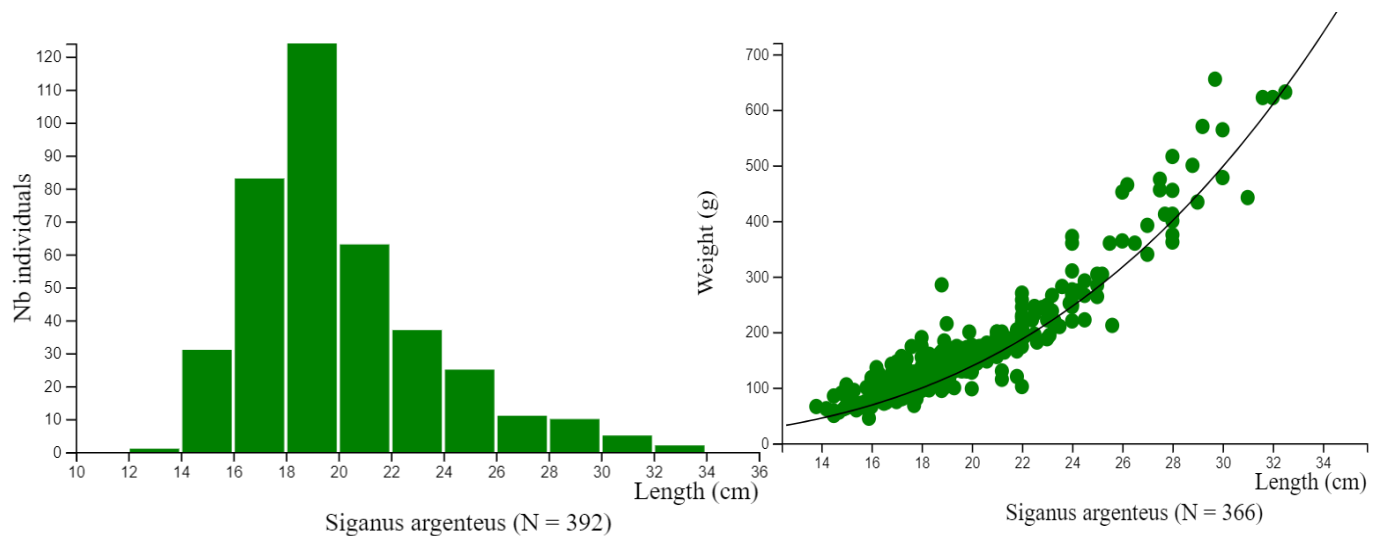 Nb individuals
120
110
100
90
80
70
60
50
40
30
20
10
0
10 12 14 16 18 20 22 24 26 28 30 32 34 36
Length (cm)
Siganus argenteus (N = 392)
Weight (g)
700
600
500
400
300
200
100
0
14 16 18 20 22 24 26 28 30 32 34
Length (cm)
Siganus argenteus (N = 366)